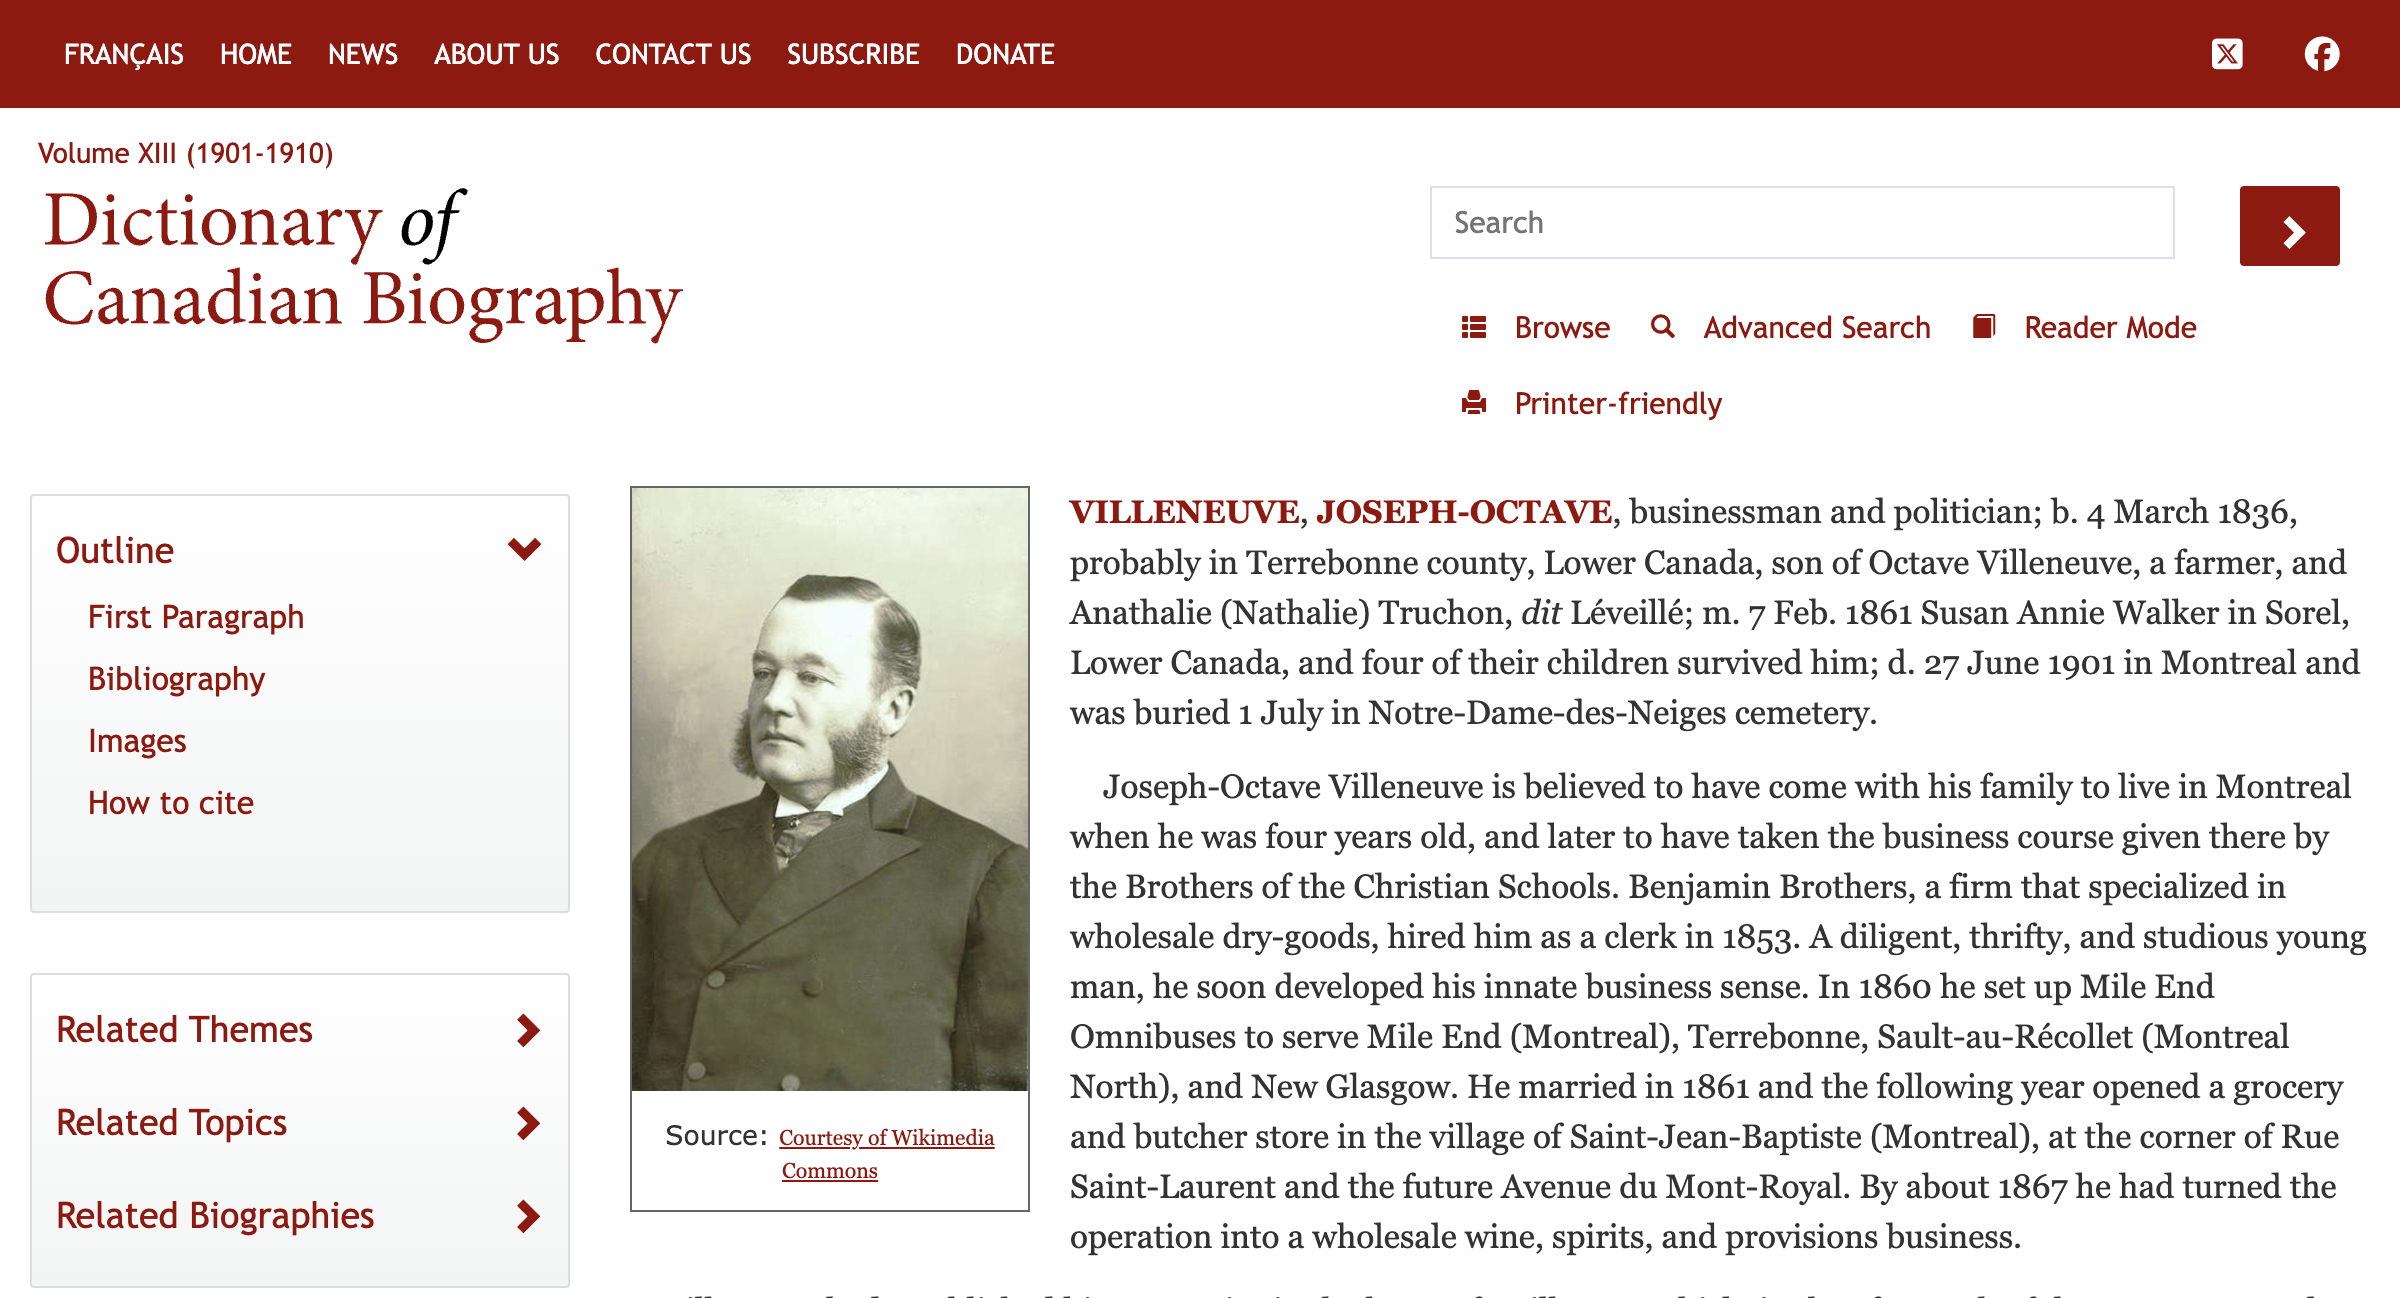 FRANÇAIS HOME NEWS ABOUT US CONTACT US SUBSCRIBE DONATE
Volume XIII (1901-1910)
Dictionary of
Canadian Biography
Search
Browse Advanced Search Reader Mode
Printer-friendly
Outline
First Paragraph
Bibliography
Images
How to cite
Related Themes
Related Topics
Related Biographies
Source: Courtesy of Wikimedia
Commons
VILLENEUVE, JOSEPH-OCTAVE, businessman and politician; b. 4 March 1836,
probably in Terrebonne county, Lower Canada, son of Octave Villeneuve, a farmer, and
Anathalie (Nathalie) Truchon, dit Léveillé; m. 7 Feb. 1861 Susan Annie Walker in Sorel,
Lower Canada, and four of their children survived him; d. 27 June 1901 in Montreal and
was buried 1 July in Notre-Dame-des-Neiges cemetery.
Joseph-Octave Villeneuve is believed to have come with his family to live in Montreal
when he was four years old, and later to have taken the business course given there by
the Brothers of the Christian Schools. Benjamin Brothers, a firm that specialized in
wholesale dry-goods, hired him as a clerk in 1853. A diligent, thrifty, and studious young
man, he soon developed his innate business sense. In 1860 he set up Mile End
Omnibuses to serve Mile End (Montreal), Terrebonne, Sault-au-Récollet (Montreal
North), and New Glasgow. He married in 1861 and the following year opened a grocery
and butcher store in the village of Saint-Jean-Baptiste (Montreal), at the corner of Rue
Saint-Laurent and the future Avenue du Mont-Royal. By about 1867 he had turned the
operation into a wholesale wine, spirits, and provisions business.